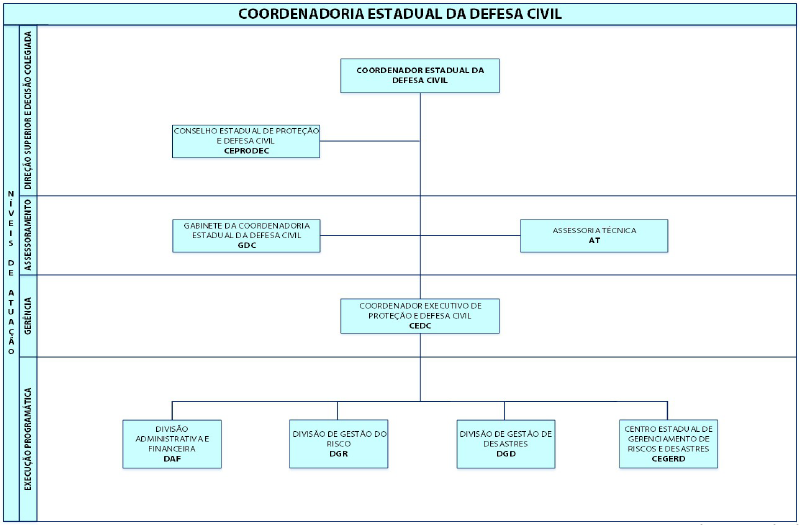 COORDENADORIA ESTADUAL DA DEFESA CIVIL
NÍVEIS DE ATUAÇÃO
DIREÇÃO SUPERIOR E DECISÃO COLEGIADA
COORDENADOR ESTADUAL DA
DEFESA CIVIL
CONSELHO ESTADUAL DE PROTEÇÃO
E DEFESA CIVIL
CEPRODEC
ASSESSORAMENTO
GABINETE DA COORDENADORIA
ESTADUAL DA DEFESA CIVIL
GDC
ASSESSORIA TÉCNICA
AT
GERÊNCIA
COORDENADOR EXECUTIVO DE
PROTEÇÃO E DEFESA CIVIL
CEDC
EXECUÇÃO PROGRAMÁTICA
DIVISÃO
ADMINISTRATIVA E
FINANCEIRA
DAF
DIVISÃO DE GESTÃO DO
RISCO
DGR
DIVISÃO DE GESTÃO DE
DESASTRES
DGD
CENTRO ESTADUAL DE
GERENCIAMENTO DE
RISCOS E DESASTRES
CEGERD